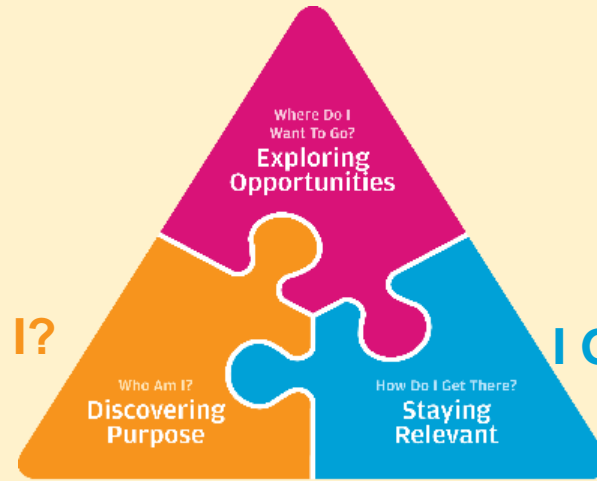 Where Do I
Want To Go?
Exploring
Opportunities
I?
I
Who Am I?
Discovering
Purpose
How Do I Get There?
Staying
Relevant